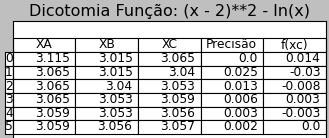 Dicotomia Função: (x - 2)**2 - ln(x)
XA XB XC Precisão f(xc)
0 3.115 3.015 3.065 0.0 0.014
1 3.065 3.015 3.04 0.025 -0.03
2 3.065 3.04 3.053 0.013 -0.008
3 3.065 3.053 3.059 0.006 0.003
4 3.059 3.053 3.056 0.003 -0.003
5 3.059 3.056 3.057 0.002 0.0